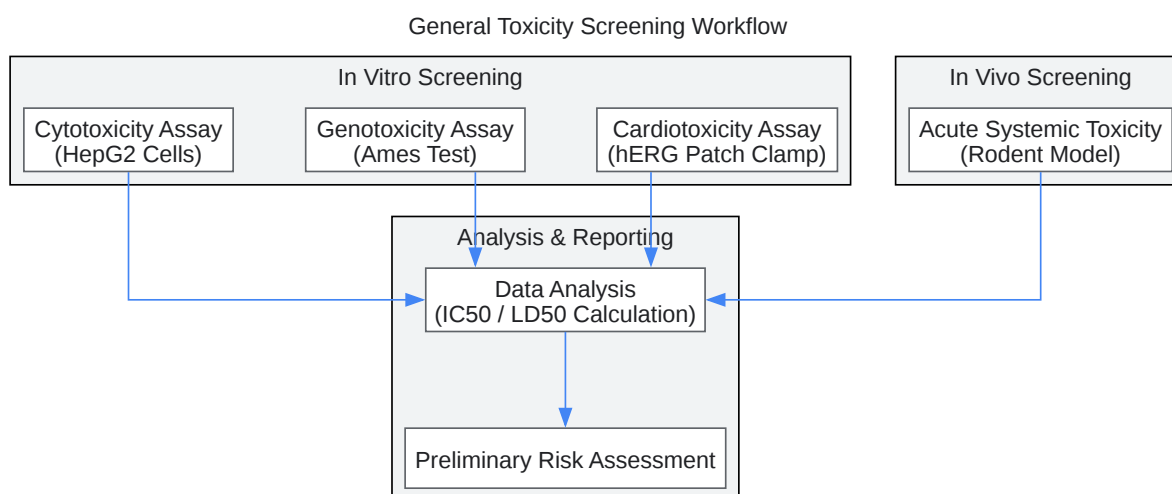 General Toxicity Screening Workflow
In Vitro Screening
Cytotoxicity Assay
(HepG2 Cells)
Genotoxicity Assay
(Ames Test)
Cardiotoxicity Assay
(hERG Patch Clamp)
In Vivo Screening
Acute Systemic Toxicity
(Rodent Model)
Analysis & Reporting
Data Analysis
(IC50 / LD50 Calculation)
Preliminary Risk Assessment